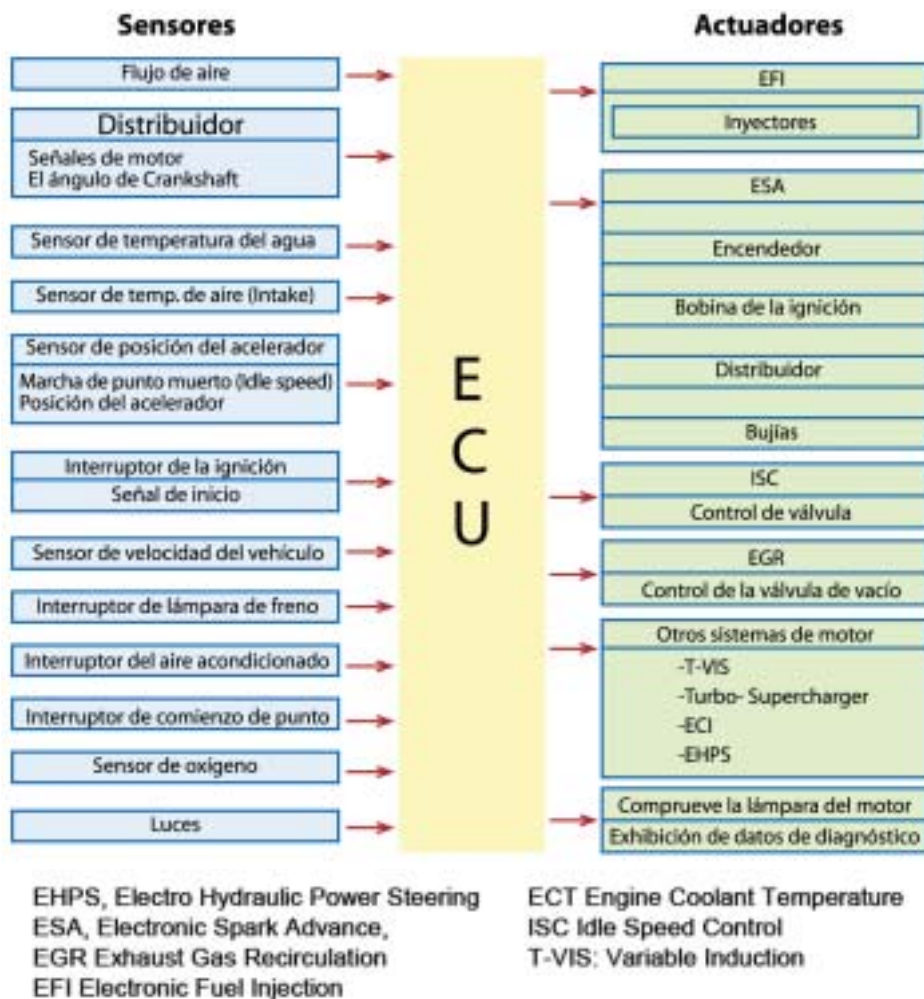 Sensores
Flujo de aire
Distribuidor
Señales de motor
El ángulo de Crankshaft
Sensor de temperatura del agua
Sensor de temp. de aire (Intake)
Sensor de posición del acelerador
Marcha de punto muerto (Idle speed)
Posición del acelerador
Interruptor de la ignición
Señal de inicio
Sensor de velocidad del vehículo
Interruptor de lámpara de freno
Interruptor del aire acondicionado
Interruptor de comienzo de punto
Sensor de oxígeno
Luces
E
C
U
Actuadores
EFI
Inyectores
ESA
Encendedor
Bobina de la ignición
Distribuidor
Bujías
ISC
Control de válvula
EGR
Control de la válvula de vacío
Otros sistemas de motor
-T-VIS
-Turbo- Supercharger
-ECI
-EHPS
Comprueve la lámpara del motor
Exhibición de datos de diagnóstico
EHPS, Electro Hydraulic Power Steering
ESA, Electronic Spark Advance,
EGR Exhaust Gas Recirculation
EFI Electronic Fuel Injection
ECT Engine Coolant Temperature
ISC Idle Speed Control
T-VIS: Variable Induction